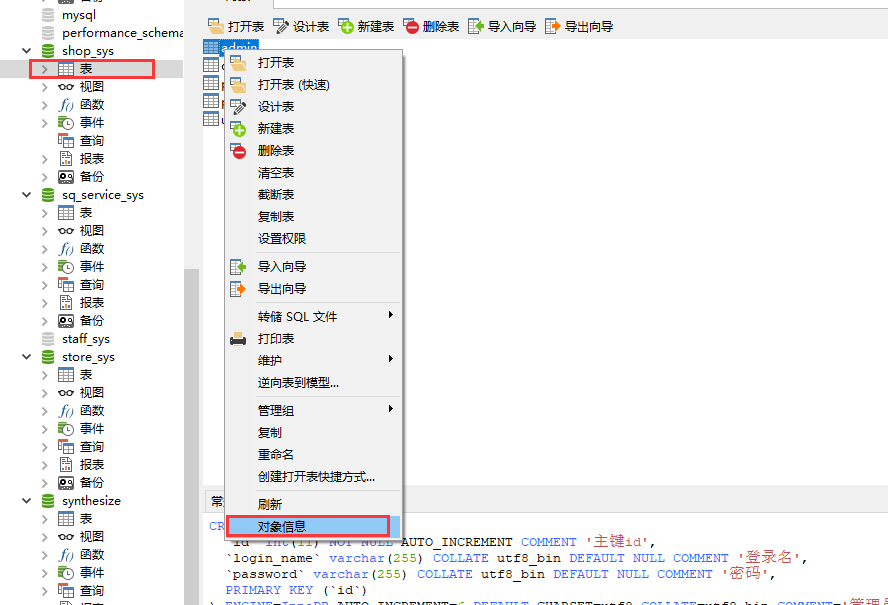 mysql
performance_schema
shop_sys
表
视图
函数
事件
查询
报表
备份
sq_service_sys
表
视图
函数
事件
查询
报表
备份
staff_sys
store_sys
表
视图
函数
事件
查询
报表
备份
synthesize
表
视图
函数
事件
查询
打开表 设计表 新建表 删除表 导入向导 导出向导
admin
打开表
打开表 (快速)
设计表
新建表
删除表
清空表
截断表
复制表
设置权限
导入向导
导出向导
转储 SQL 文件
打印表
维护
逆向表到模型...
管理组
复制
重命名
创建打开表快捷方式...
刷新
对象信息
常
CR
`id` int(11) NOT NULL AUTO_INCREMENT COMMENT '主键id',
`login_name` varchar(255) COLLATE utf8_bin DEFAULT NULL COMMENT '登录名',
`password` varchar(255) COLLATE utf8_bin DEFAULT NULL COMMENT '密码',
PRIMARY KEY (`id`)
) ENGINE=InnoDB AUTO_INCREMENT=6 DEFAULT CHARSET=utf8 COLLATE=utf8_bin COMMENT='管理员